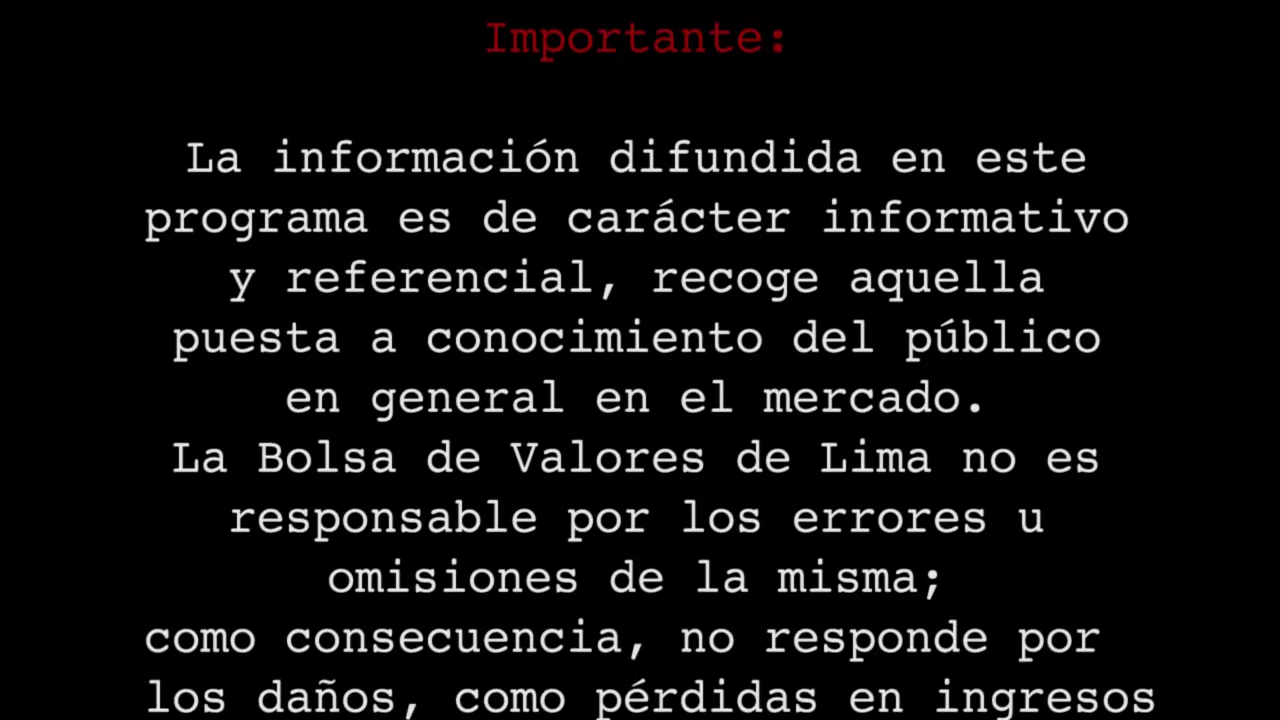 Importante:
La información difundida en este
programa es de carácter informativo
y referencial, recoge aquella
puesta a conocimiento del público
en general en el mercado.
La Bolsa de Valores de Lima no es
responsable por los errores u
omisiones de la misma;
como consecuencia, no responde por
los daños, como pérdidas en ingresos